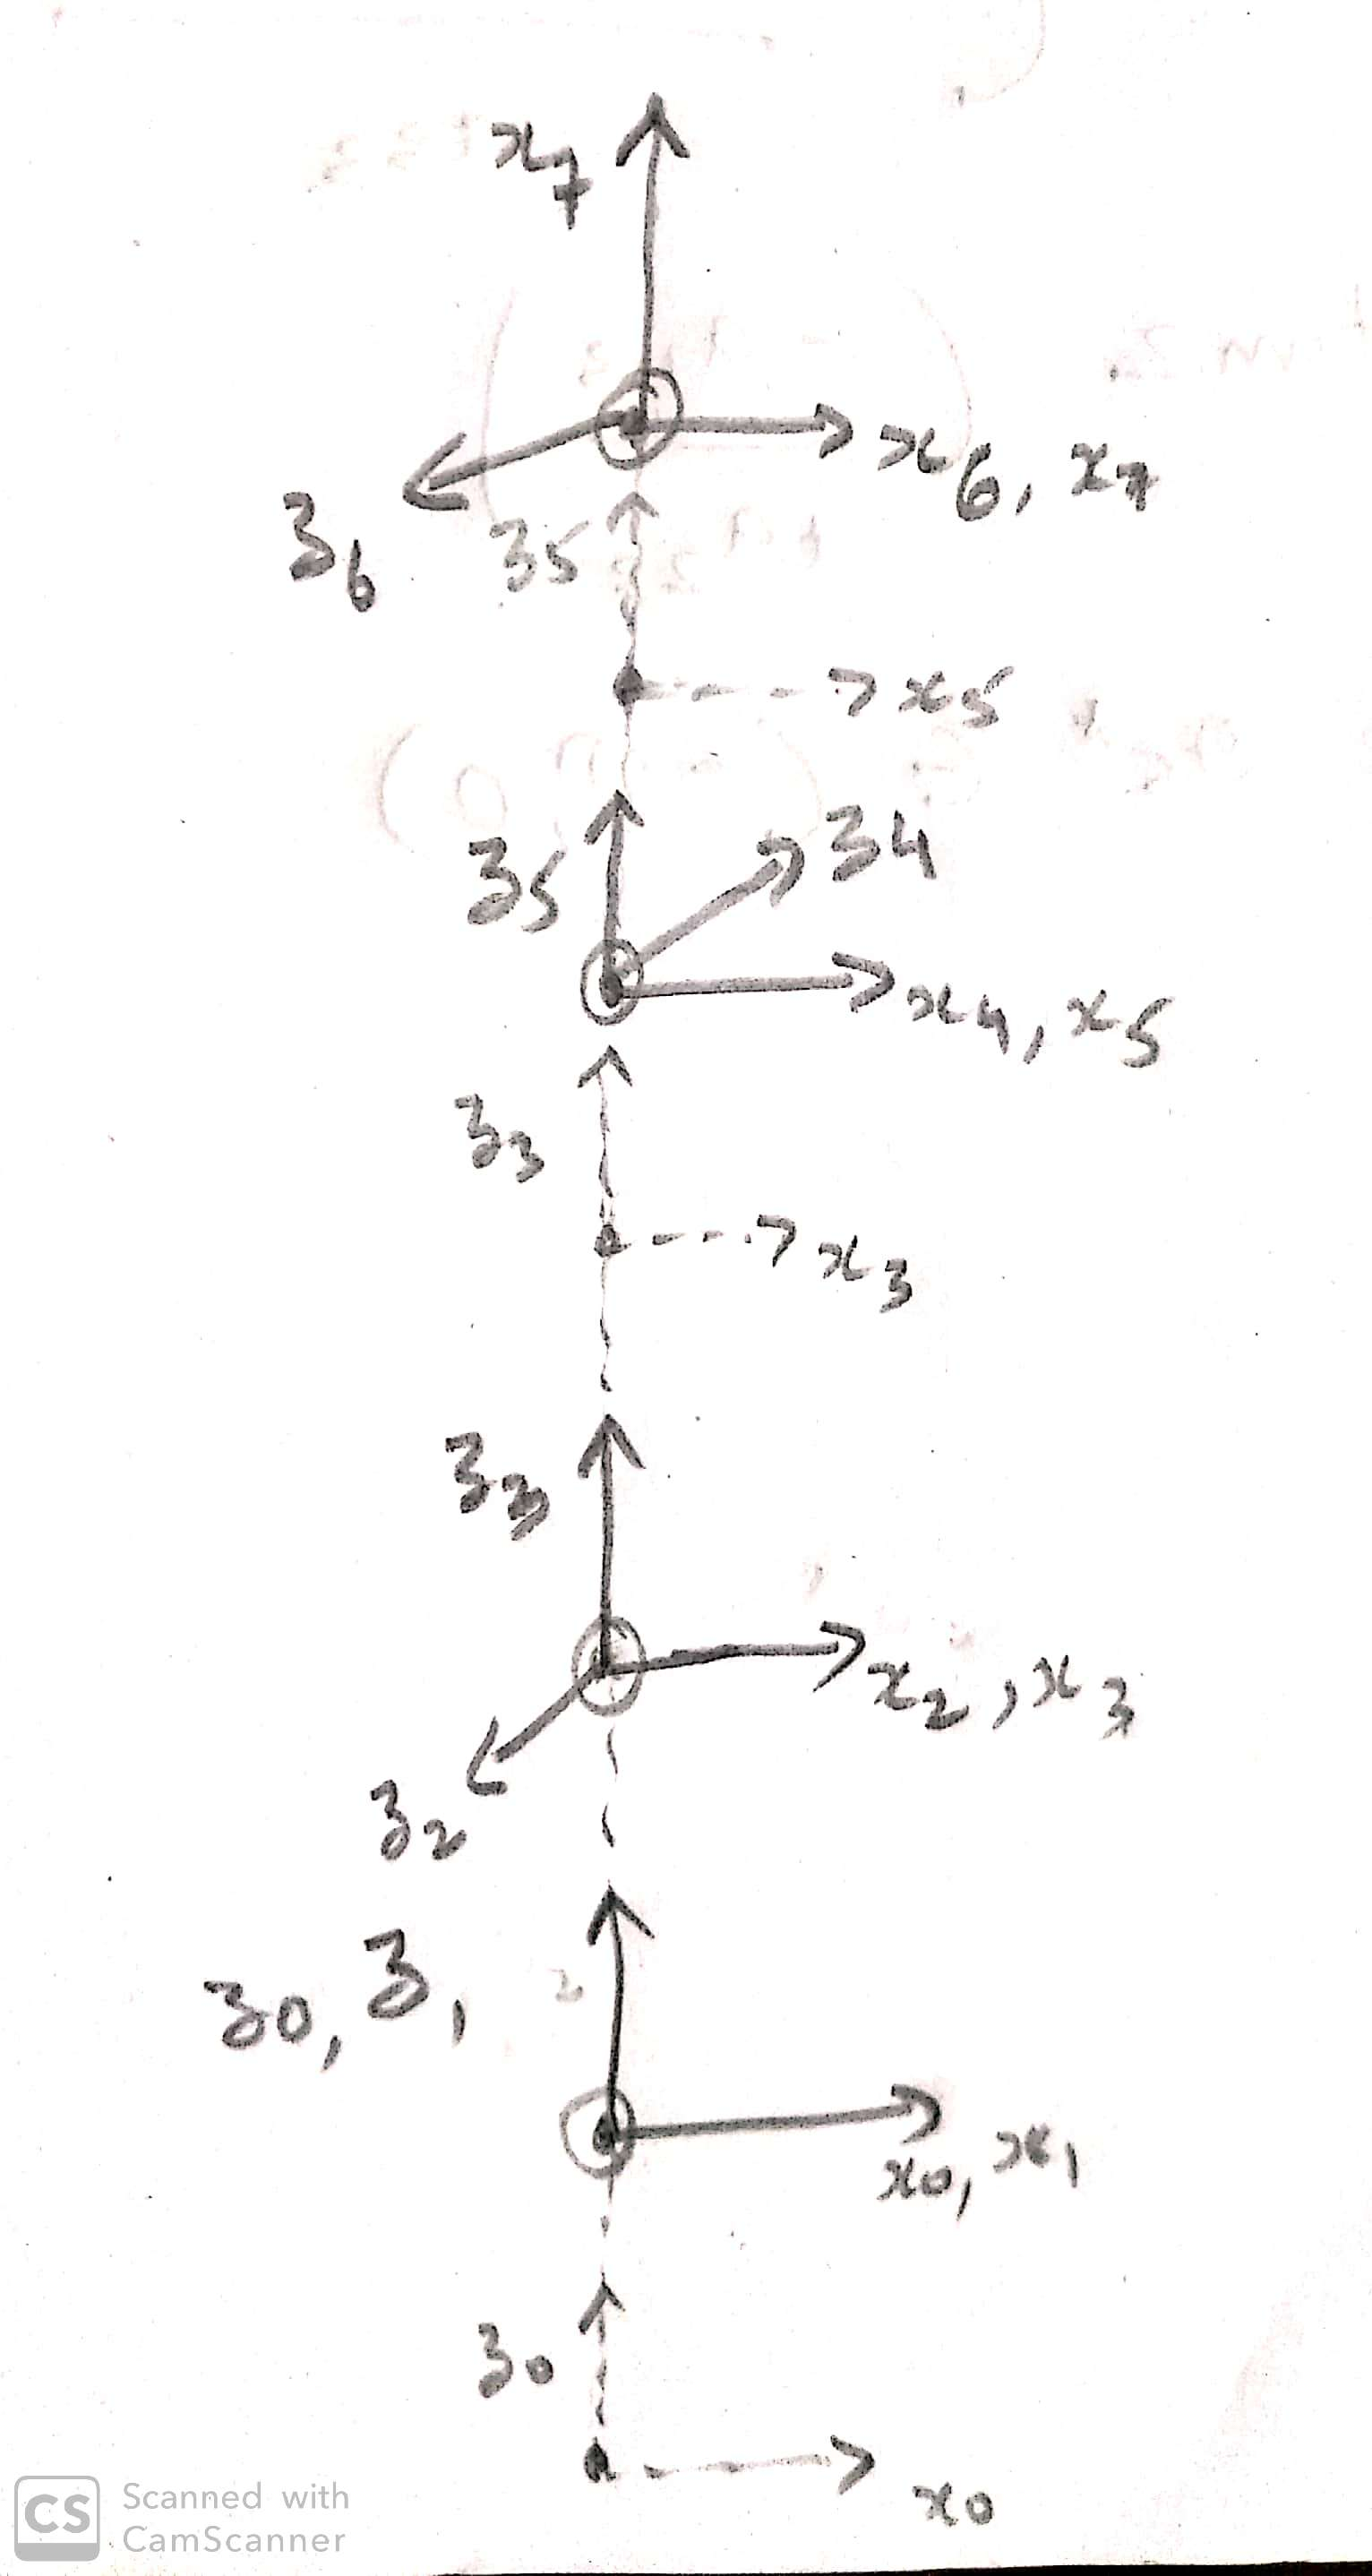 x7
x6, x7
z6
z5
x5
z4
z5
x4, x5
z3
x3
z3
x2, x3
z2
z0, z1
x0, x1
z0
x0
CS Scanned with
CamScanner